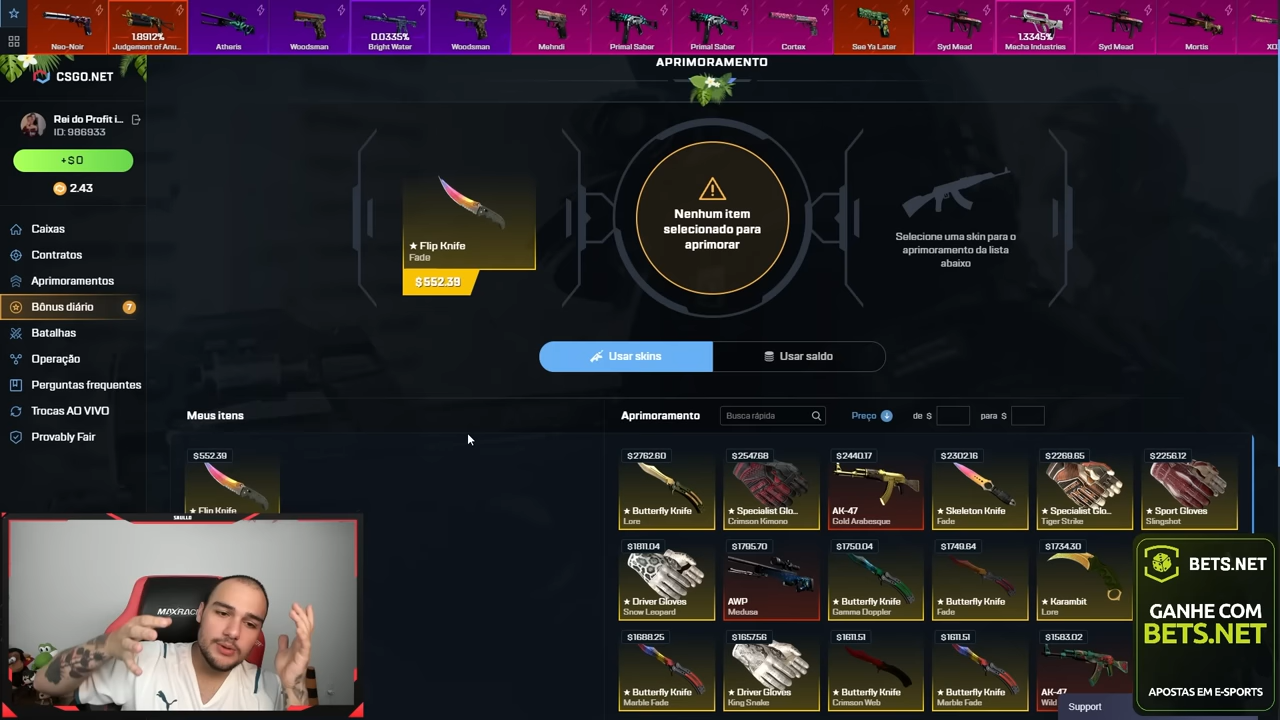 Neo-Noir
1.8912%
Judgement of Anu...
Atheris
Woodsman
0.0335%
Bright Water
Woodsman
Mehndi
Primal Saber
Primal Saber
Cortex
See Ya Later
Syd Mead
1.3345%
Mecha Industries
Syd Mead
Mortis
XO
CSGO.NET
Rei do Profit i...
ID: 986933
+$0
2.43
Caixas
Contratos
Aprimoramentos
Bônus diário 7
Batalhas
Operação
Perguntas frequentes
Trocas AO VIVO
Provably Fair
APRIMORAMENTO
★ Flip Knife
Fade
$552.39
Nenhum item
selecionado para
aprimorar
Selecione uma skin para o
aprimoramento da lista
abaixo
Usar skins
Usar saldo
Meus itens
Aprimoramento
Busca rápida
Preço
de $
para $
$552.39
★ Flip Knife
$2762.60
★ Butterfly Knife
Lore
$2547.68
★ Specialist Glo...
Crimson Kimono
$2440.17
AK-47
Gold Arabesque
$2302.16
★ Skeleton Knife
Fade
$2269.65
★ Specialist Glo...
Tiger Strike
$2256.12
★ Sport Gloves
Slingshot
$1811.04
★ Driver Gloves
Snow Leopard
$1795.70
AWP
Medusa
$1750.04
★ Butterfly Knife
Gamma Doppler
$1749.64
★ Butterfly Knife
Fade
$1734.30
★ Karambit
Lore
$1688.25
★ Butterfly Knife
Marble Fade
$1657.56
★ Driver Gloves
King Snake
$1611.51
★ Butterfly Knife
Crimson Web
$1611.51
★ Butterfly Knife
Marble Fade
$1583.02
AK-47
Wild
Support
BETS.NET
GANHE COM
BETS.NET
APOSTAS EM E-SPORTS
SKULLO
MAXRACE